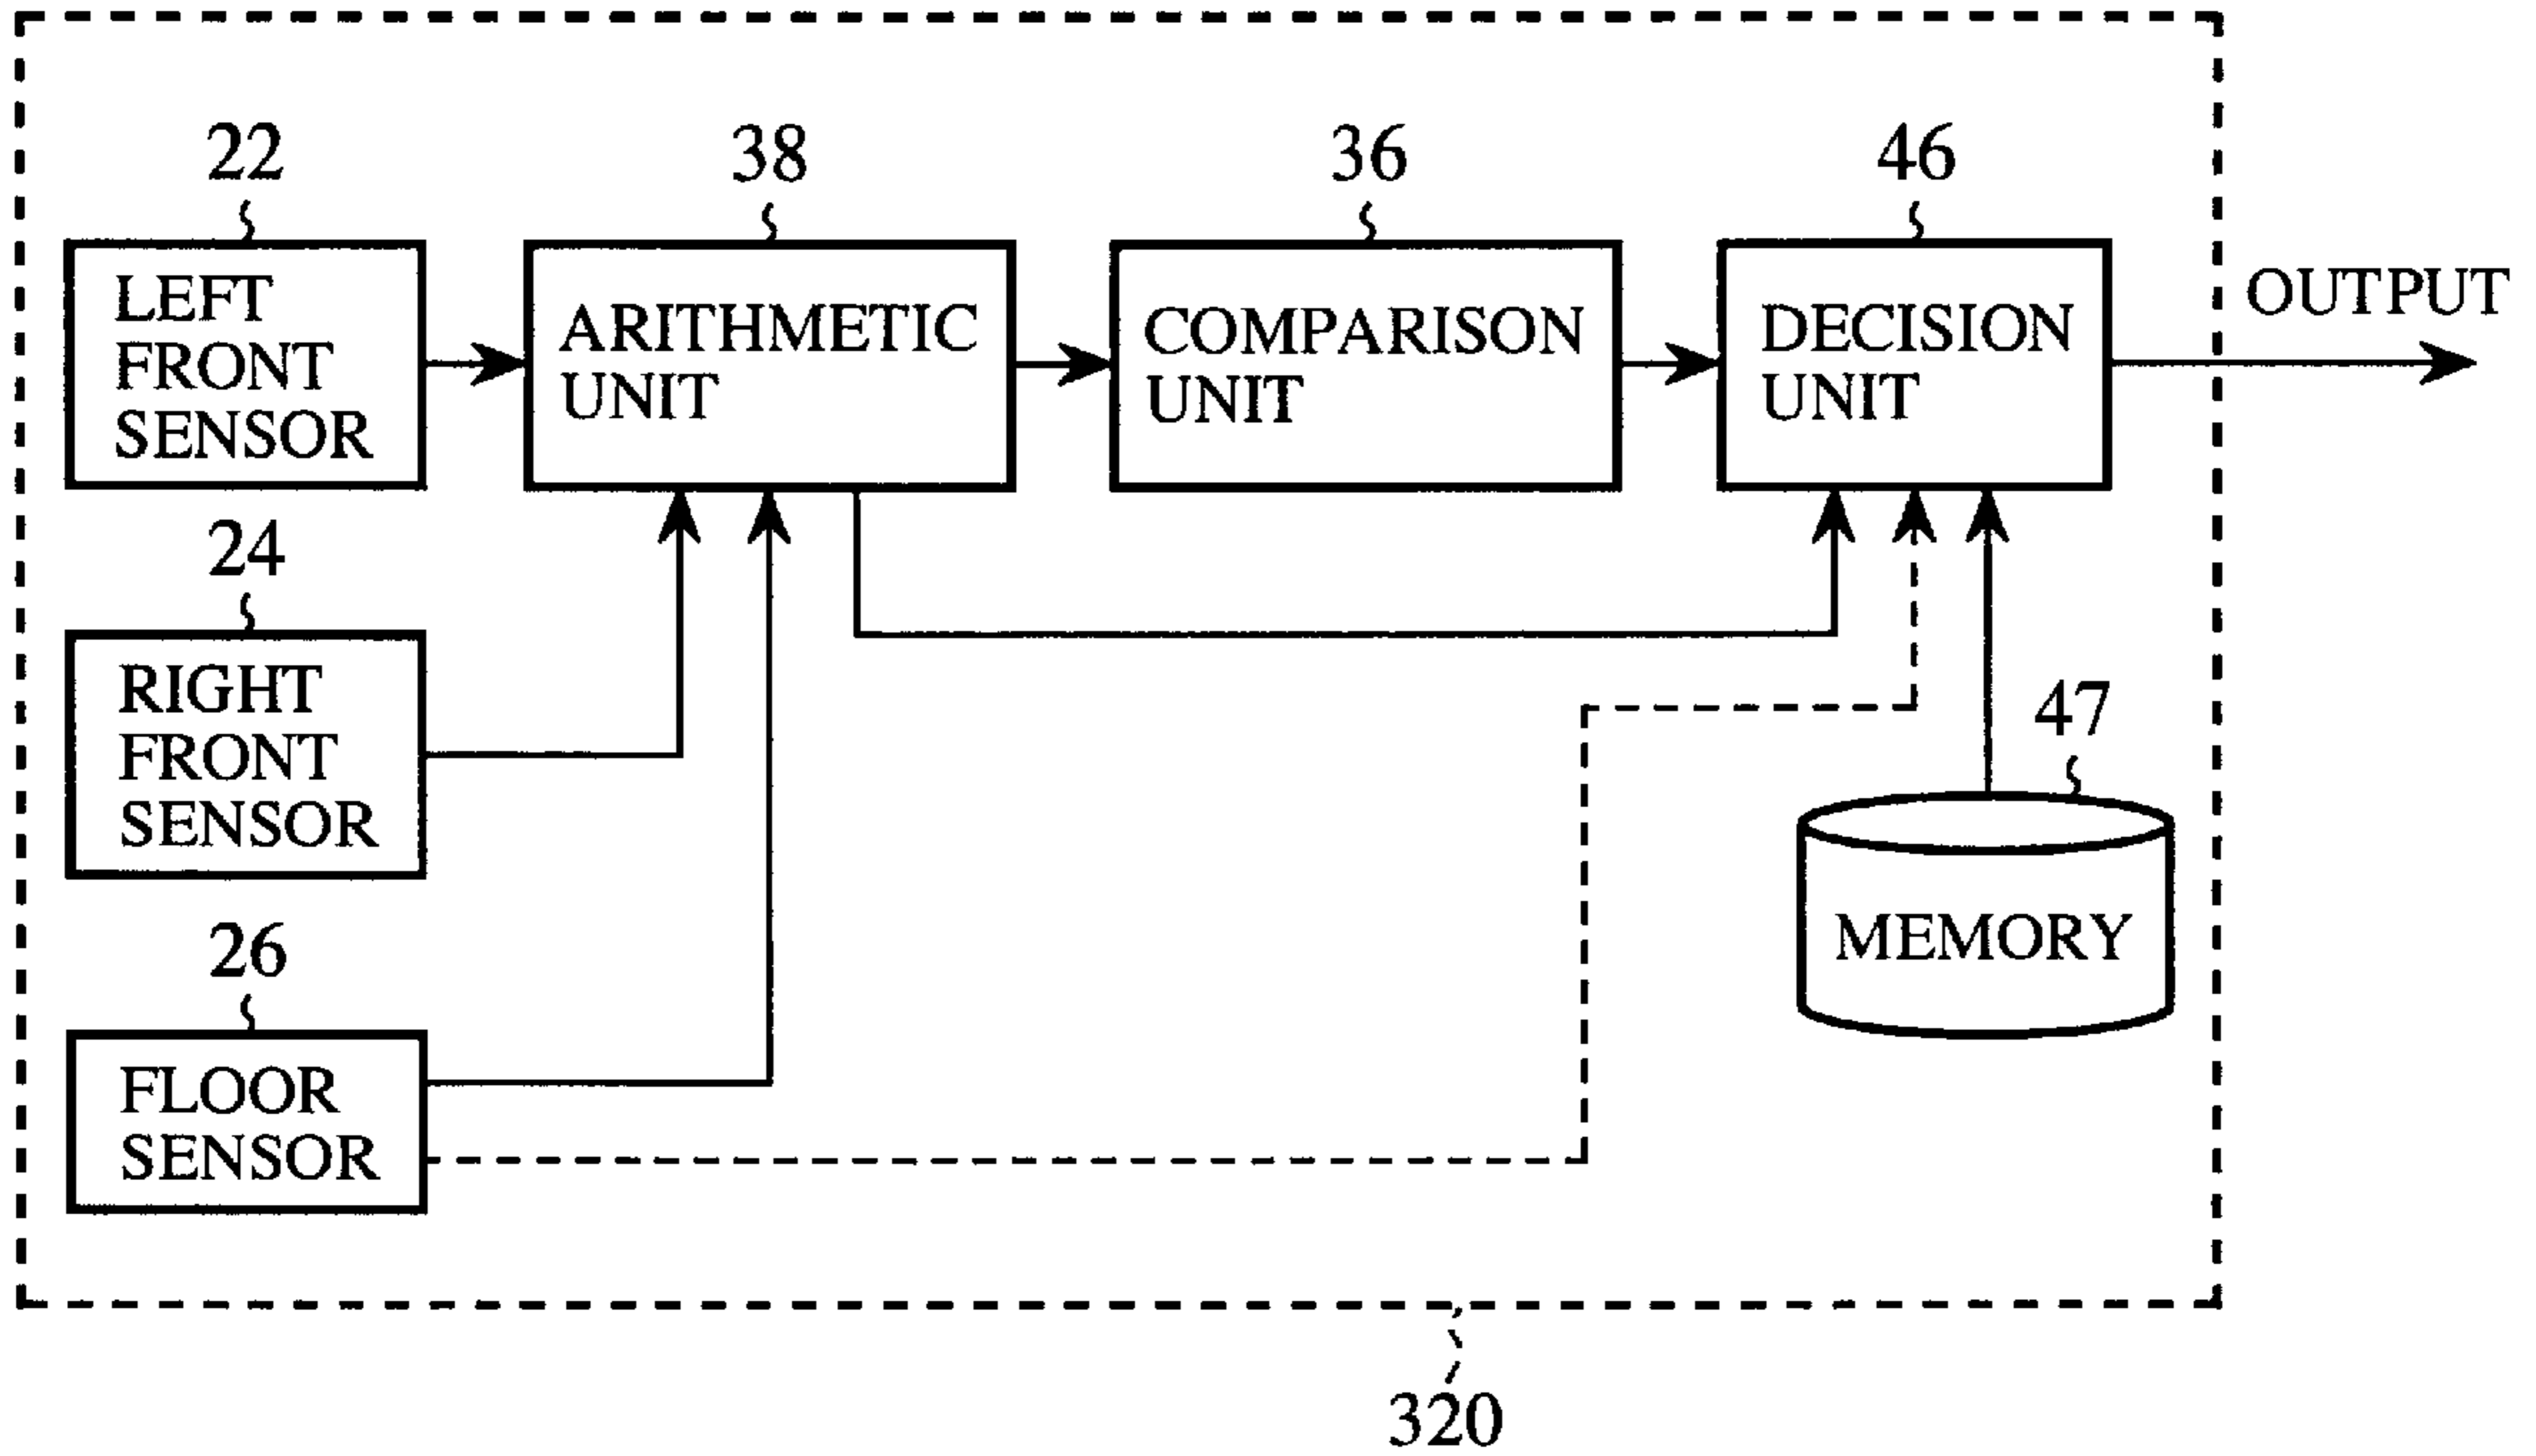 22
38
36
46
LEFT
FRONT
SENSOR
ARITHMETIC
UNIT
COMPARISON
UNIT
DECISION
UNIT
OUTPUT
24
RIGHT
FRONT
SENSOR
47
MEMORY
26
FLOOR
SENSOR
320